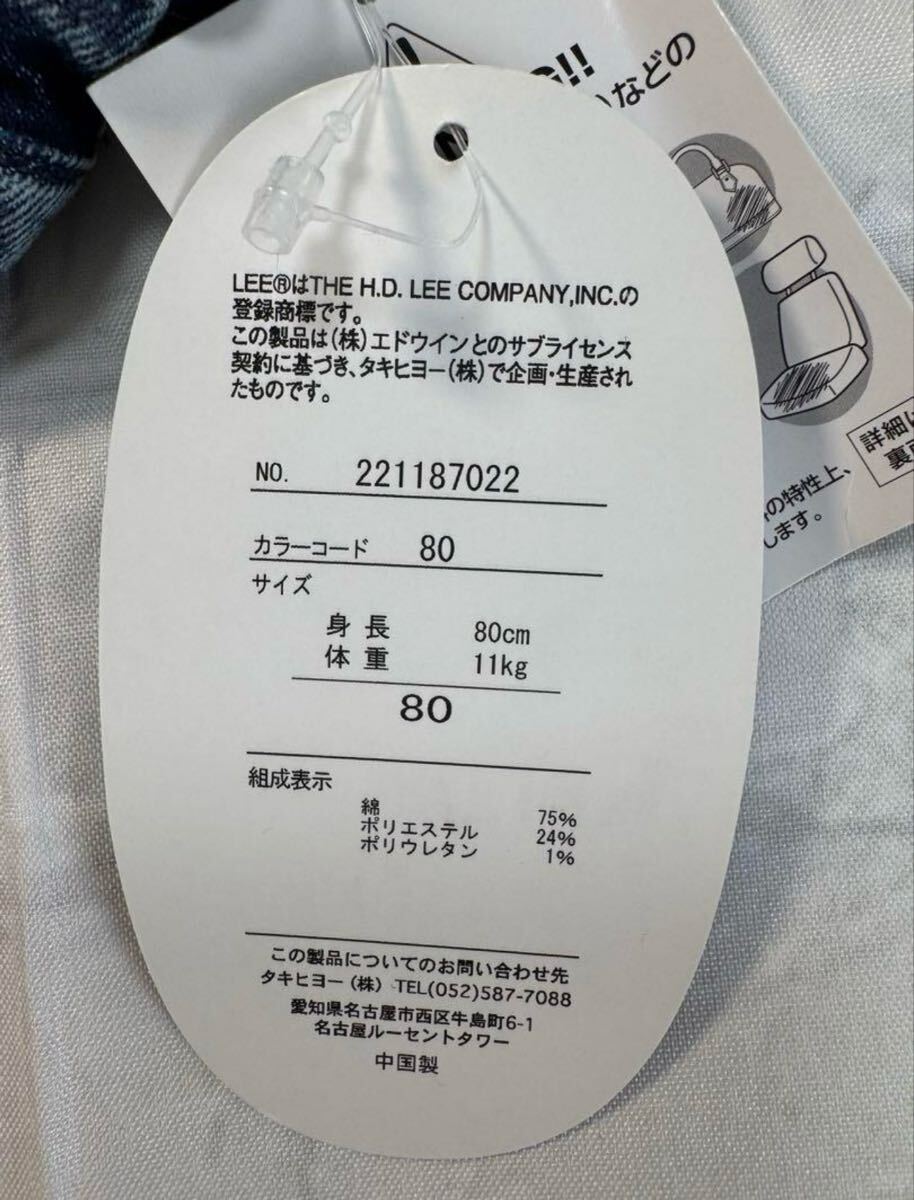 !!
などの
LEE®はTHE H.D. LEE COMPANY,INC.の
登録商標です。
この製品は(株)エドウインとのサブライセンス
契約に基づき、タキヒヨー(株)で企画・生産され
たものです。
NO. 221187022
カラーコード 80
サイズ
身長 80cm
体重 11kg
80
組成表示
綿 75%
ポリエステル 24%
ポリウレタン 1%
この製品についてのお問い合わせ先
タキヒヨー(株) TEL(052)587-7088
愛知県名古屋市西区牛島町6-1
名古屋ルーセントタワー
中国製
詳細は
裏
の特性上、
します。